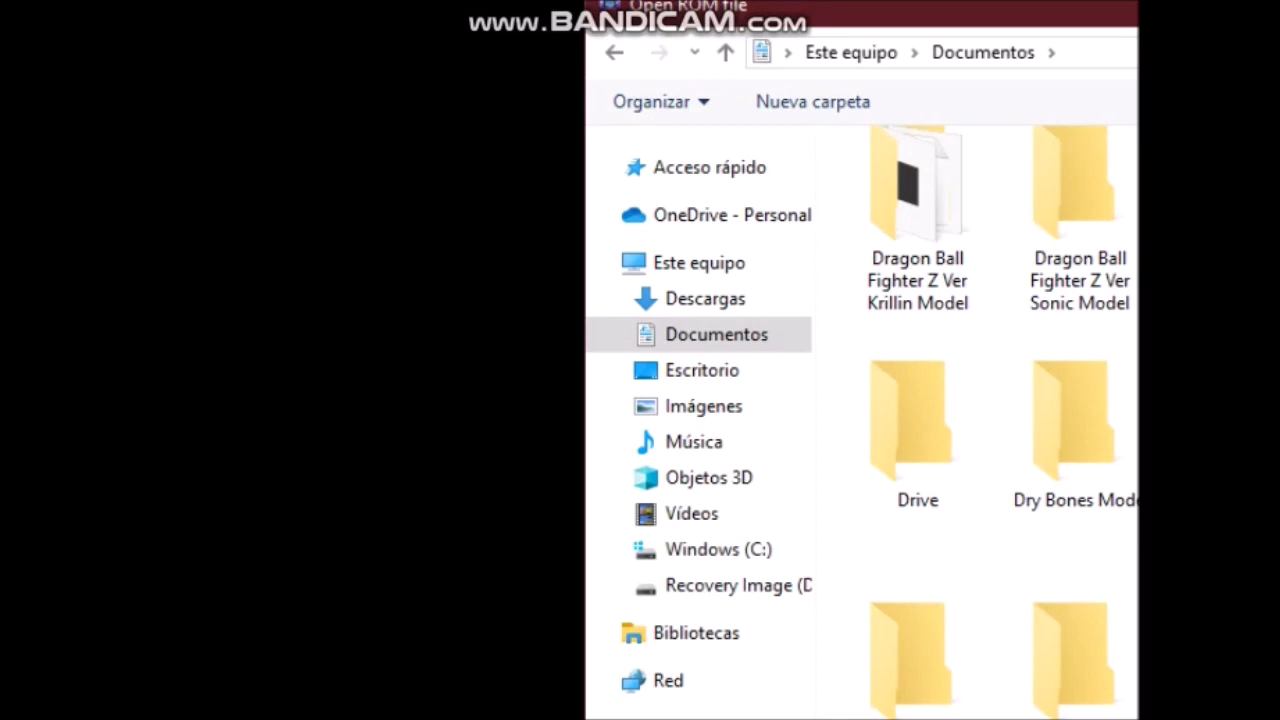 Open ROM file
www.BANDICAM.com
Este equipo
Documentos
Organizar
Nueva carpeta
Acceso rápido
OneDrive - Personal
Este equipo
Descargas
Documentos
Escritorio
Imágenes
Música
Objetos 3D
Vídeos
Windows (C:)
Recovery Image (D
Bibliotecas
Red
Dragon Ball
Fighter Z Ver
Krillin Model
Dragon Ball
Fighter Z Ver
Sonic Model
Drive
Dry Bones Mode